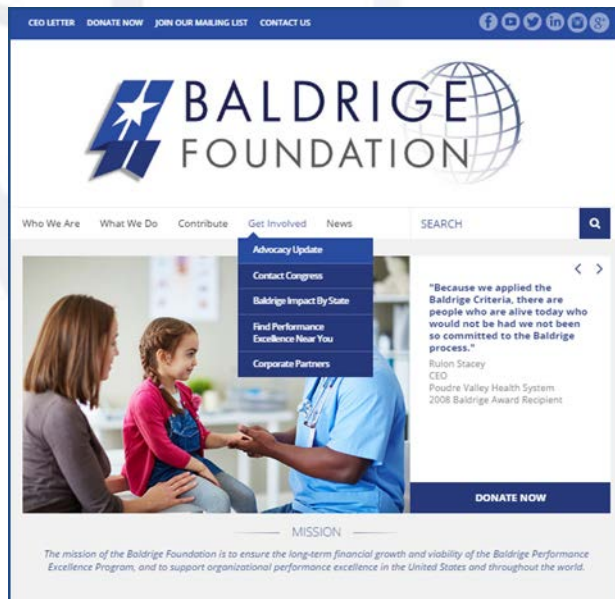 CEO LETTER DONATE NOW JOIN OUR MAILING LIST CONTACT US
BALDRIGE
FOUNDATION
Who We Are What We Do Contribute Get Involved News SEARCH
Advocacy Update
Contact Congress
Baldrige Impact By State
Find Performance
Excellence Near You
Corporate Partners
"Because we applied the
Baldrige Criteria, there are
people who are alive today who
would not be had we not been
so committed to the Baldrige
process."
Rulon Stacey
CEO
Poudre Valley Health System
2008 Baldrige Award Recipient
DONATE NOW
MISSION
The mission of the Baldrige Foundation is to ensure the long-term financial growth and viability of the Baldrige Performance
Excellence Program, and to support organizational performance excellence in the United States and throughout the world.